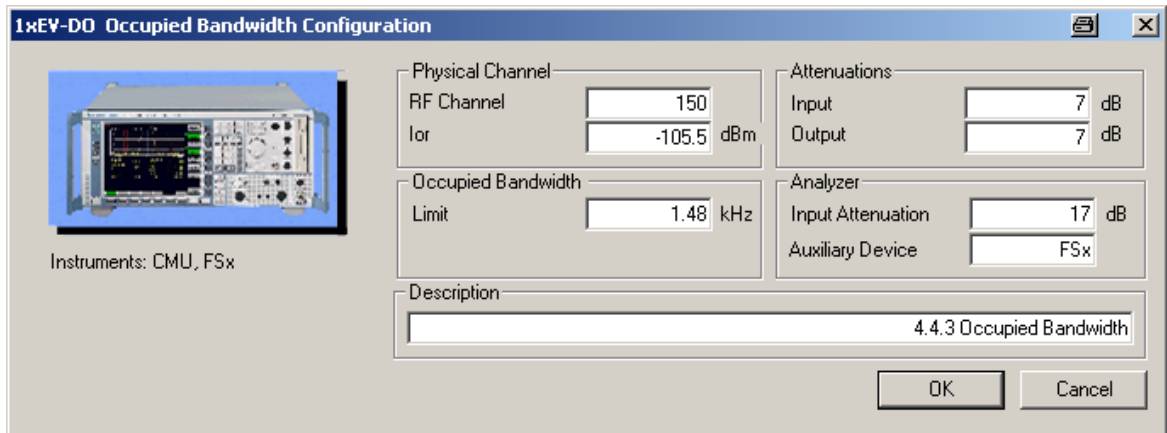 1xEV-DO Occupied Bandwidth Configuration
Physical Channel
RF Channel 150
Ior -105.5 dBm
Attenuations
Input 7 dB
Output 7 dB
Occupied Bandwidth
Limit 1.48 kHz
Analyzer
Input Attenuation 17 dB
Auxiliary Device FSx
Instruments: CMU, FSx
Description
4.4.3 Occupied Bandwidth
OK Cancel